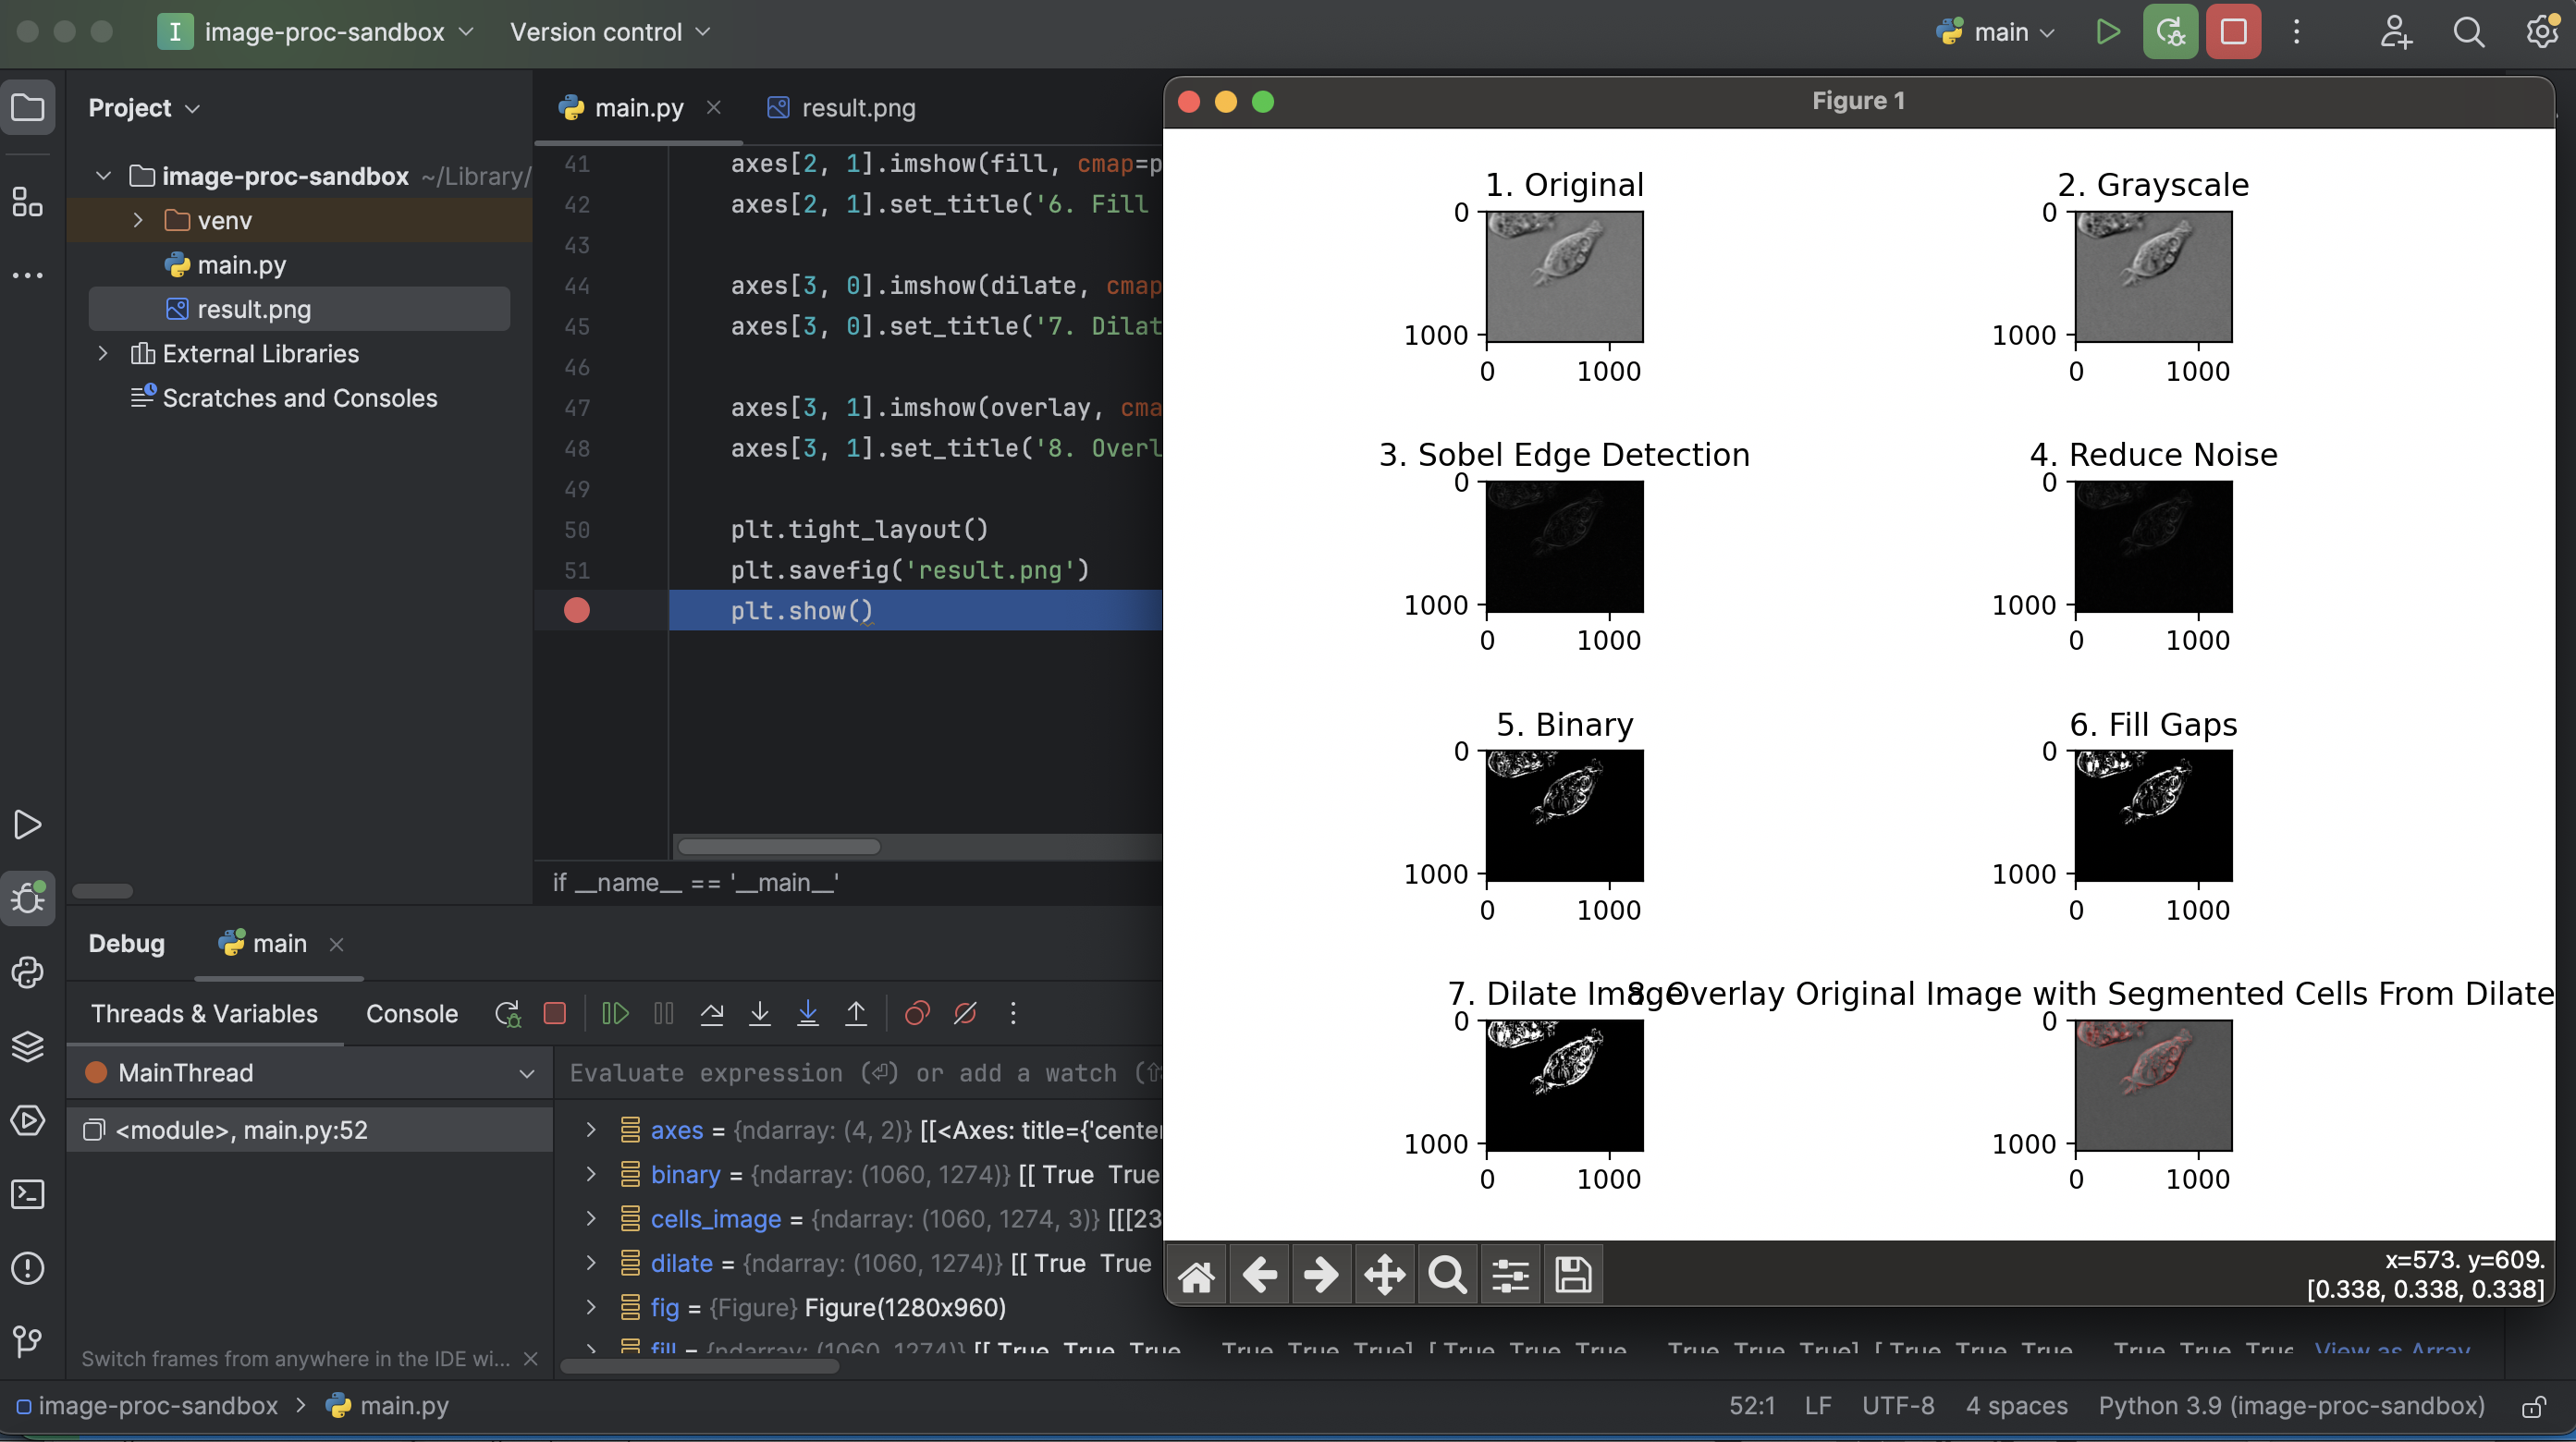 I image-proc-sandbox Version control main
Project
image-proc-sandbox ~/Library/
venv
main.py
result.png
External Libraries
Scratches and Consoles
main.py result.png
41 axes[2, 1].imshow(fill, cmap=p
42 axes[2, 1].set_title('6. Fill
43
44 axes[3, 0].imshow(dilate, cmap
45 axes[3, 0].set_title('7. Dilat
46
47 axes[3, 1].imshow(overlay, cma
48 axes[3, 1].set_title('8. Overl
49
50 plt.tight_layout()
51 plt.savefig('result.png')
plt.show()
if __name__ == '__main__'
Figure 1
1. Original
0
1000
0 1000
2. Grayscale
0
1000
0 1000
3. Sobel Edge Detection
0
1000
0 1000
4. Reduce Noise
0
1000
0 1000
5. Binary
0
1000
0 1000
6. Fill Gaps
0
1000
0 1000
7. Dilate Image
0
1000
0 1000
8. Overlay Original Image with Segmented Cells From Dilate
0
1000
0 1000
x=573. y=609.
[0.338, 0.338, 0.338]
Debug main
Threads & Variables Console
MainThread
<module>, main.py:52
Switch frames from anywhere in the IDE wi...
Evaluate expression (⏎) or add a watch (⇧
axes = {ndarray: (4, 2)} [[<Axes: title={'center
binary = {ndarray: (1060, 1274)} [[ True True
cells_image = {ndarray: (1060, 1274, 3)} [[[23
dilate = {ndarray: (1060, 1274)} [[ True True
fig = {Figure} Figure(1280x960)
fill = {ndarray: (1060, 1274)} [[ True True True True True True] [ True True True True True True] [ True True True True True True View as Array
image-proc-sandbox > main.py
52:1 LF UTF-8 4 spaces Python 3.9 (image-proc-sandbox)